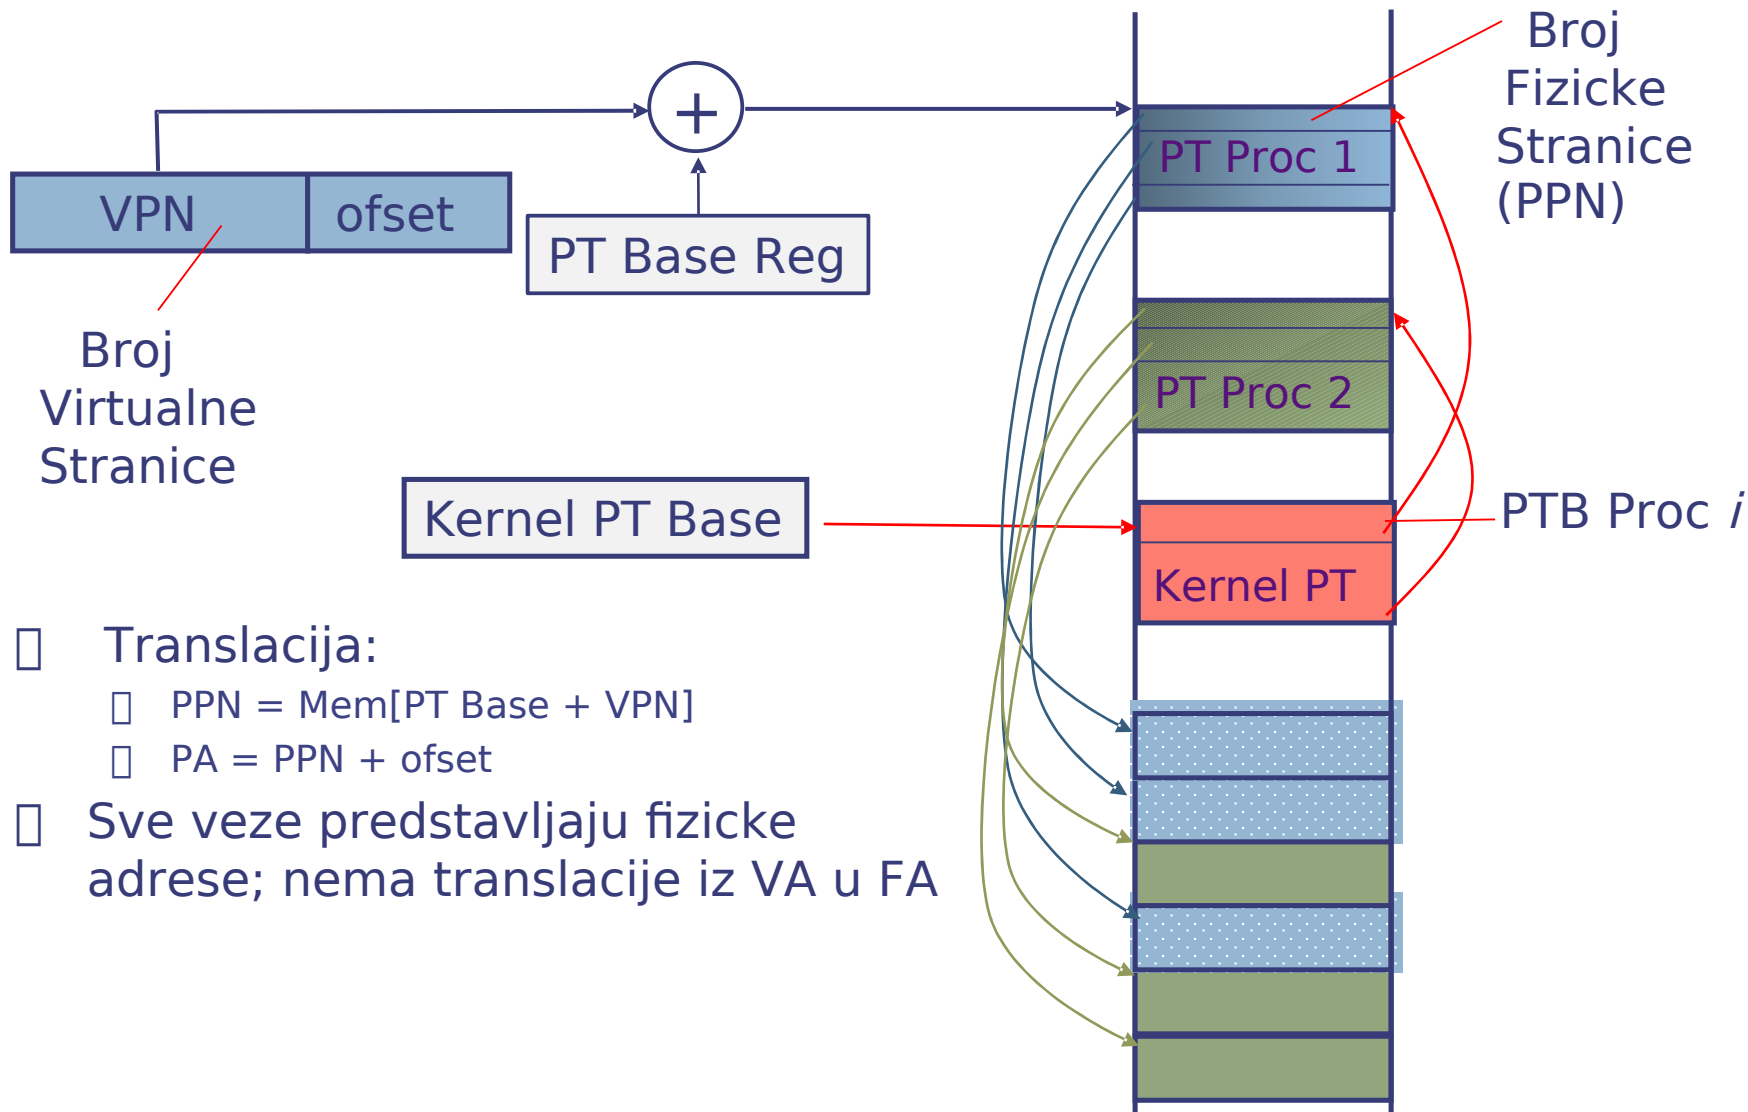 Broj
Fizicke
Stranice
(PPN)
+
PT Proc 1
VPN ofset
PT Base Reg
Broj
Virtualne
Stranice
PT Proc 2
Kernel PT Base
PTB Proc i
Kernel PT
Translacija:
PPN = Mem[PT Base + VPN]
PA = PPN + ofset
Sve veze predstavljaju fizicke
adrese; nema translacije iz VA u FA